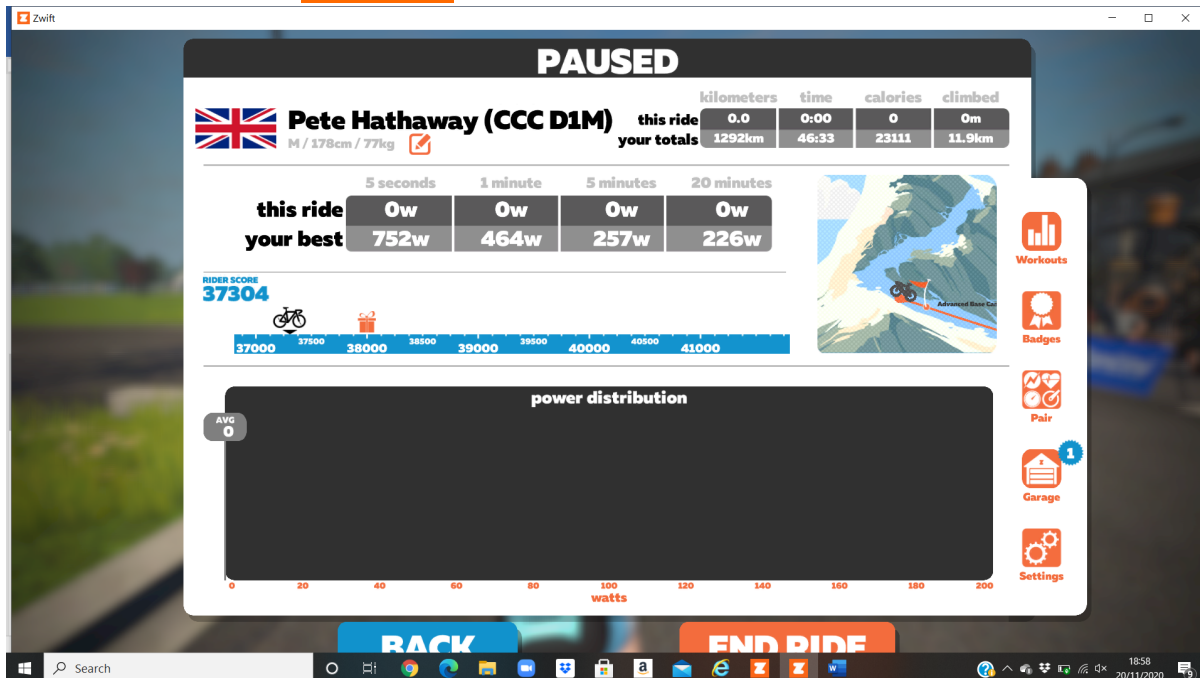 Zwift
PAUSED
Pete Hathaway (CCC D1M)
M / 178cm / 77kg
kilometers time calories climbed
this ride 0.0 0:00 0 0m
your totals 1292km 46:33 23111 11.9km
5 seconds 1 minute 5 minutes 20 minutes
this ride 0w 0w 0w 0w
your best 752w 464w 257w 226w
RIDER SCORE
37304
37000 37500 38000 38500 39000 39500 40000 40500 41000
Advanced Base
Workouts
Badges
Pair
1
Garage
Settings
power distribution
AVG
0
0 20 40 60 80 100 120 140 160 180 200
watts
BACK END RIDE
Search
a
W
18:58
20/11/2020